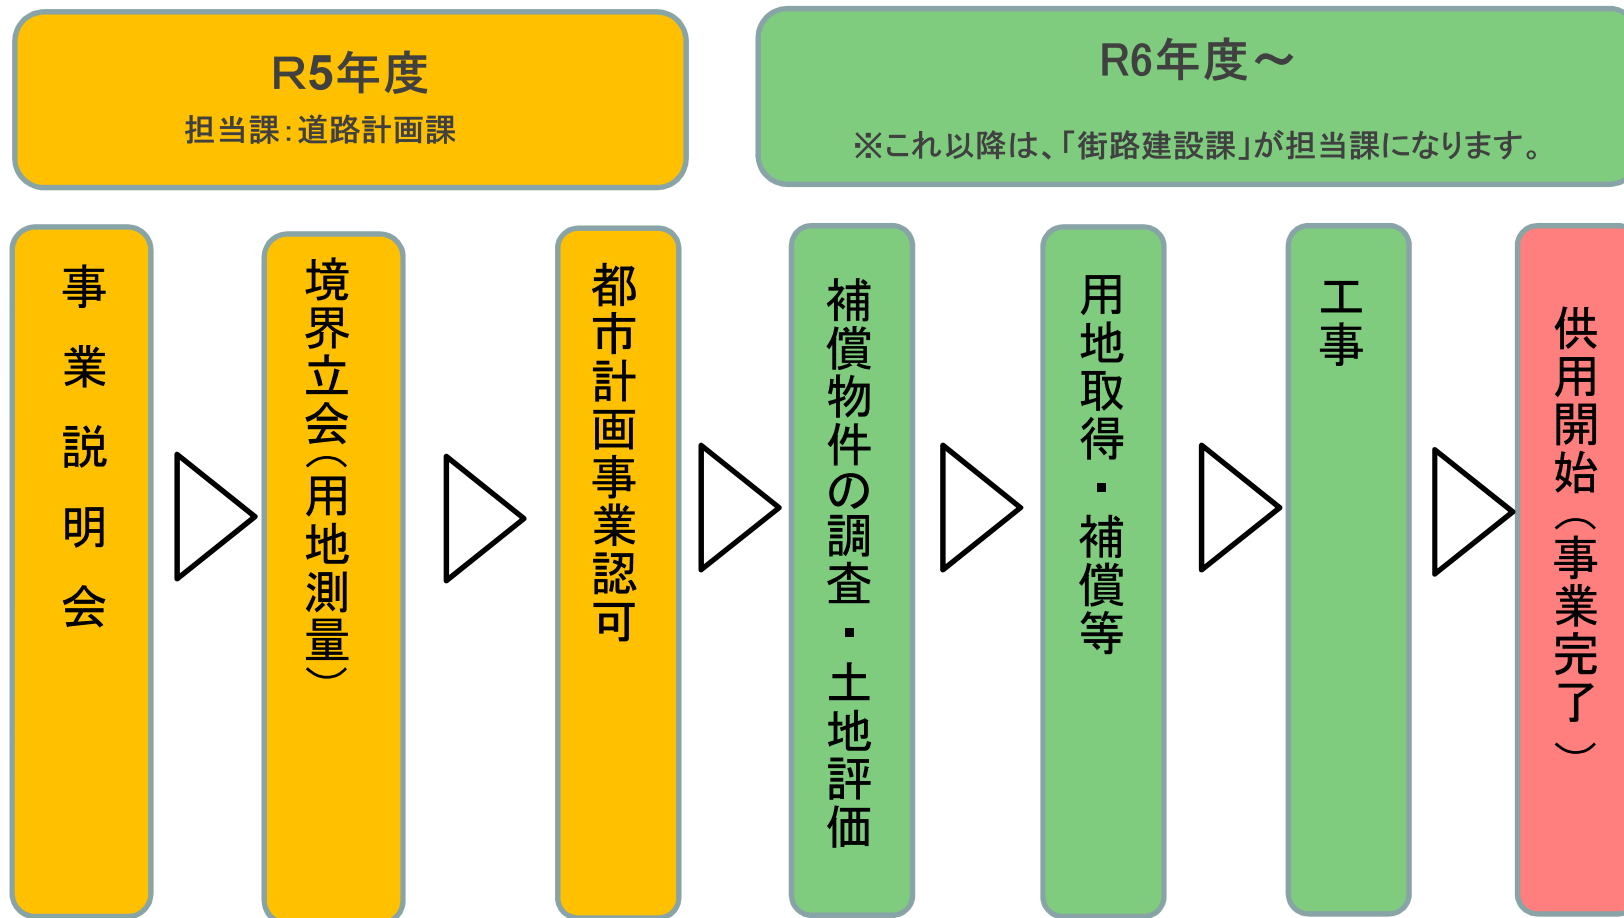 R5年度
担当課：道路計画課
R6年度～
※これ以降は、「街路建設課」が担当課になります。
事業説明会
境界立会（用地測量）
都市計画事業認可
補償物件の調査・土地評価
用地取得・補償等
工事
供用開始（事業完了）